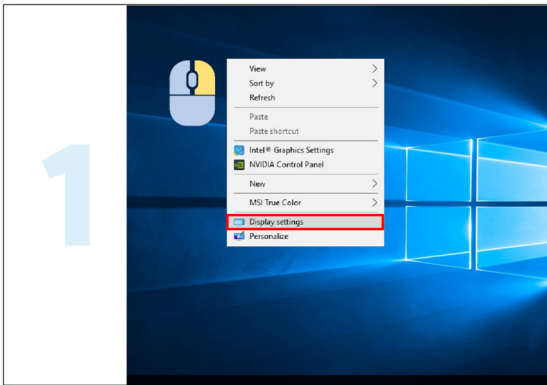 1
View
Sort by
Refresh
Paste
Paste shortcut
Intel® Graphics Settings
NVIDIA Control Panel
New
MSI True Color
Display settings
Personalize